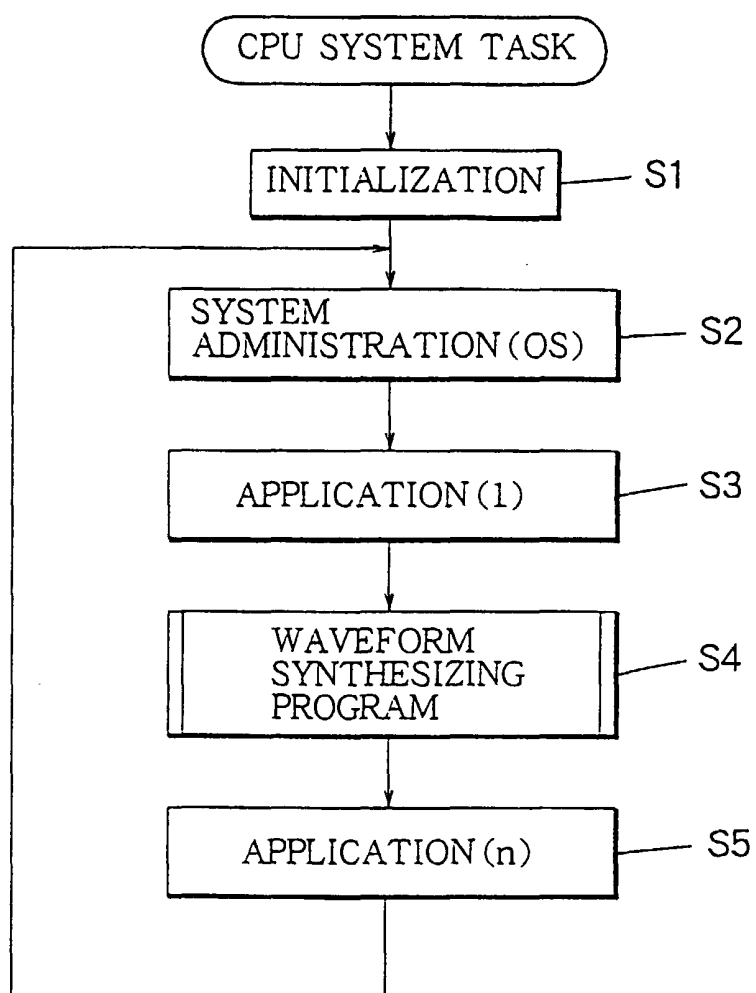 CPU SYSTEM TASK
INITIALIZATION
S1
SYSTEM
ADMINISTRATION(OS)
S2
APPLICATION(1)
S3
WAVEFORM
SYNTHESIZING
PROGRAM
S4
APPLICATION(n)
S5